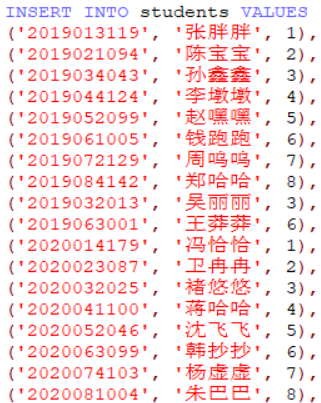 INSERT INTO students VALUES
('2019013119', '张胖胖', 1),
('2019021094', '陈宝宝', 2),
('2019034043', '孙鑫鑫', 3),
('2019044124', '李墩墩', 4),
('2019052099', '赵嘿嘿', 5),
('2019061005', '钱跑跑', 6),
('2019072129', '周呜呜', 7),
('2019084142', '郑哈哈', 8),
('2019032013', '吴丽丽', 3),
('2019063001', '王莽莽', 6),
('2020014179', '冯恰恰', 1),
('2020023087', '卫冉冉', 2),
('2020032025', '褚悠悠', 3),
('2020041100', '蒋哈哈', 4),
('2020052046', '沈飞飞', 5),
('2020063099', '韩抄抄', 6),
('2020074103', '杨虚虚', 7),
('2020081004', '朱巴巴', 8),